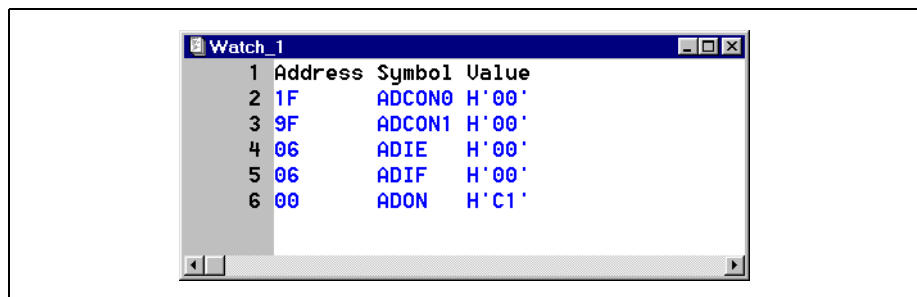 Watch_1
1 Address Symbol Value
2 1F ADCON0 H'00'
3 9F ADCON1 H'00'
4 06 ADIE H'00'
5 06 ADIF H'00'
6 00 ADON H'C1'